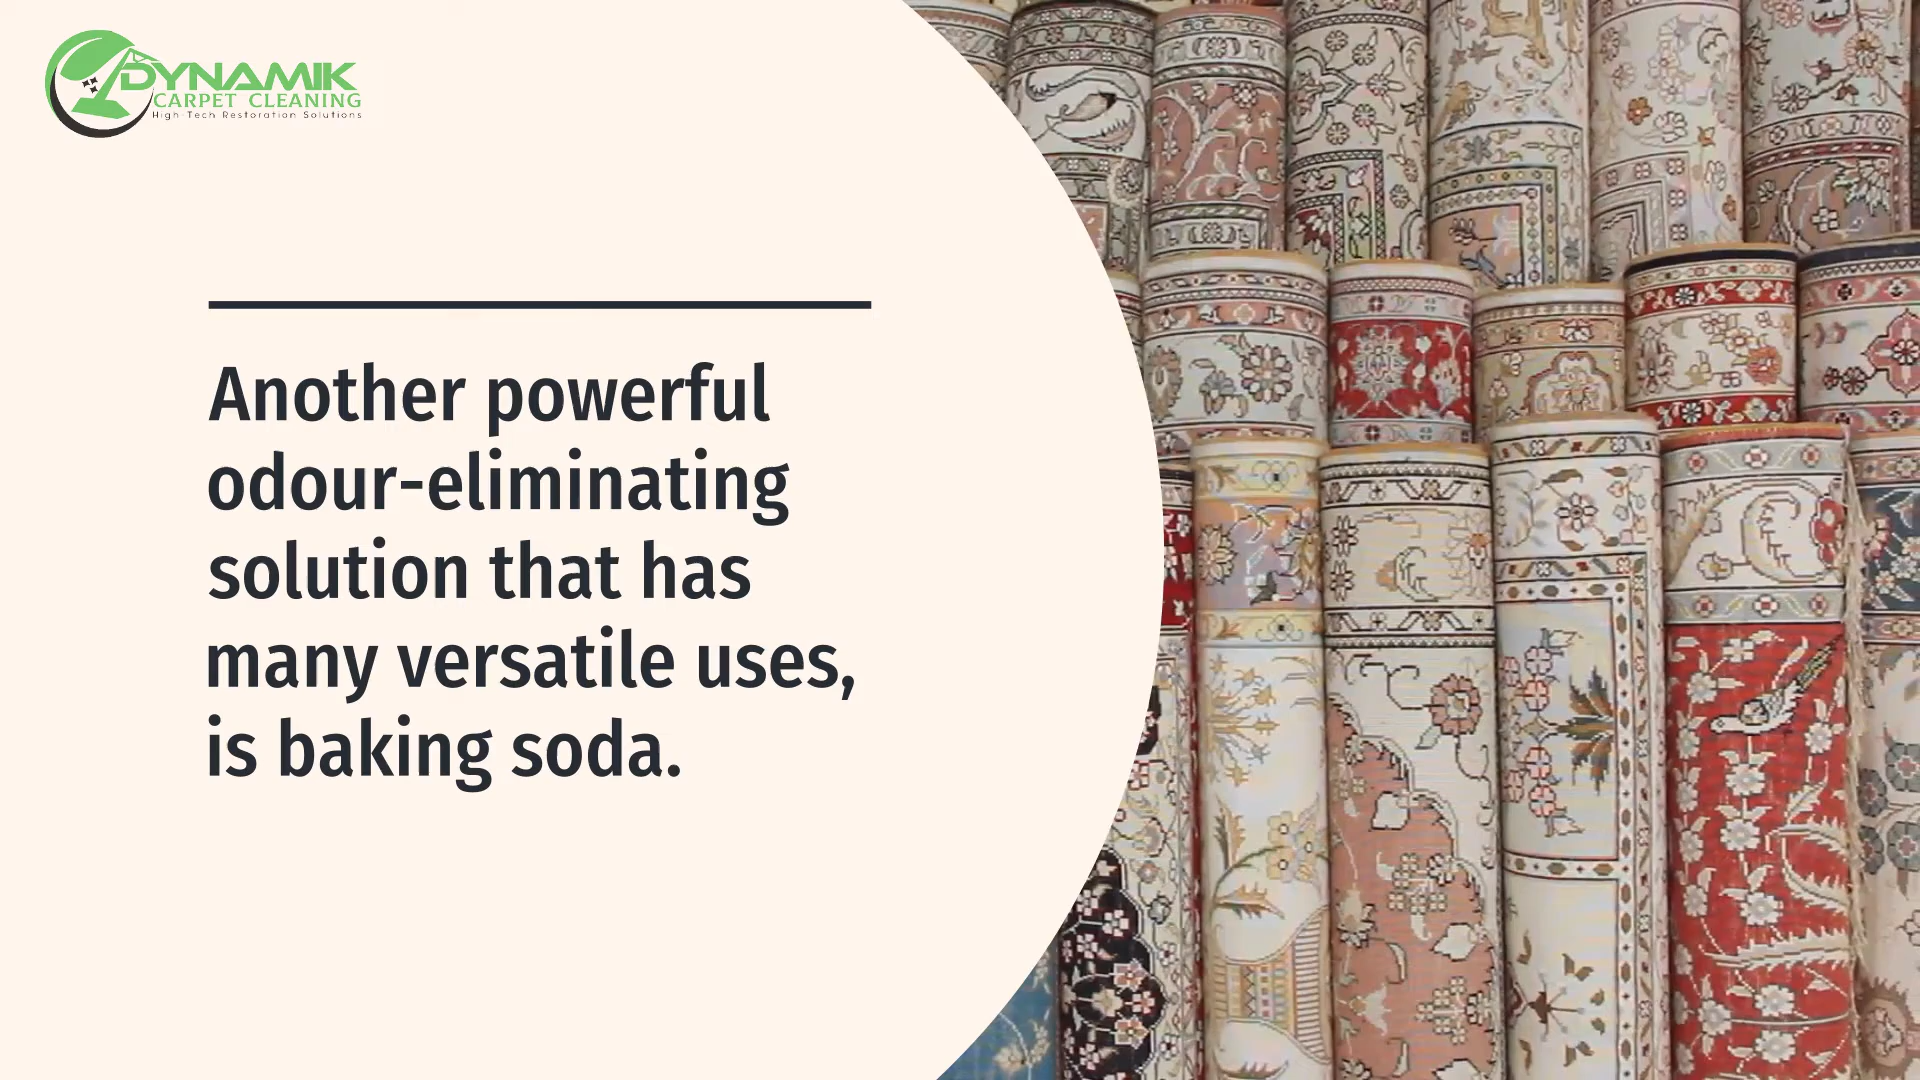 DYNAMIK
CARPET CLEANING
High-Tech Restoration Solutions
Another powerful
odour-eliminating
solution that has
many versatile uses,
is baking soda.